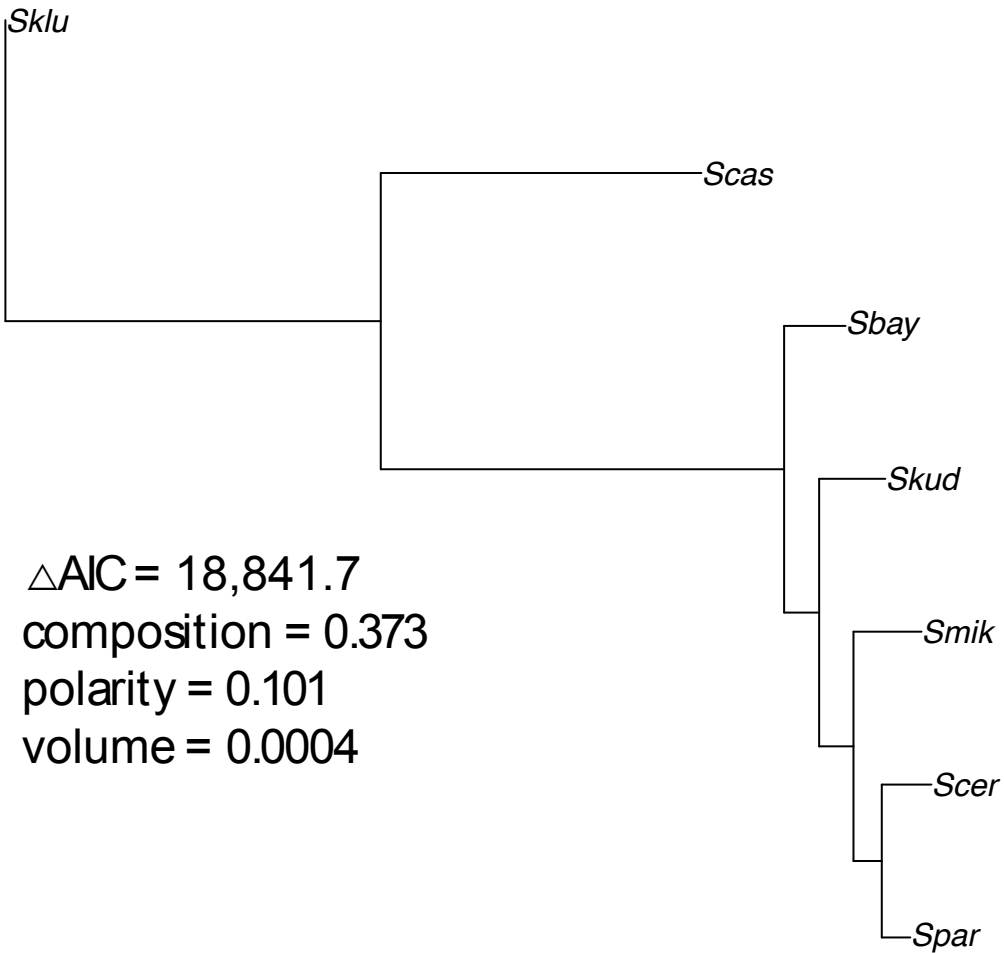 Sklu
Scas
Sbay
Skud
△AIC = 18,841.7
composition = 0.373
Smik
polarity = 0.101
volume = 0.0004
Scer
Spar